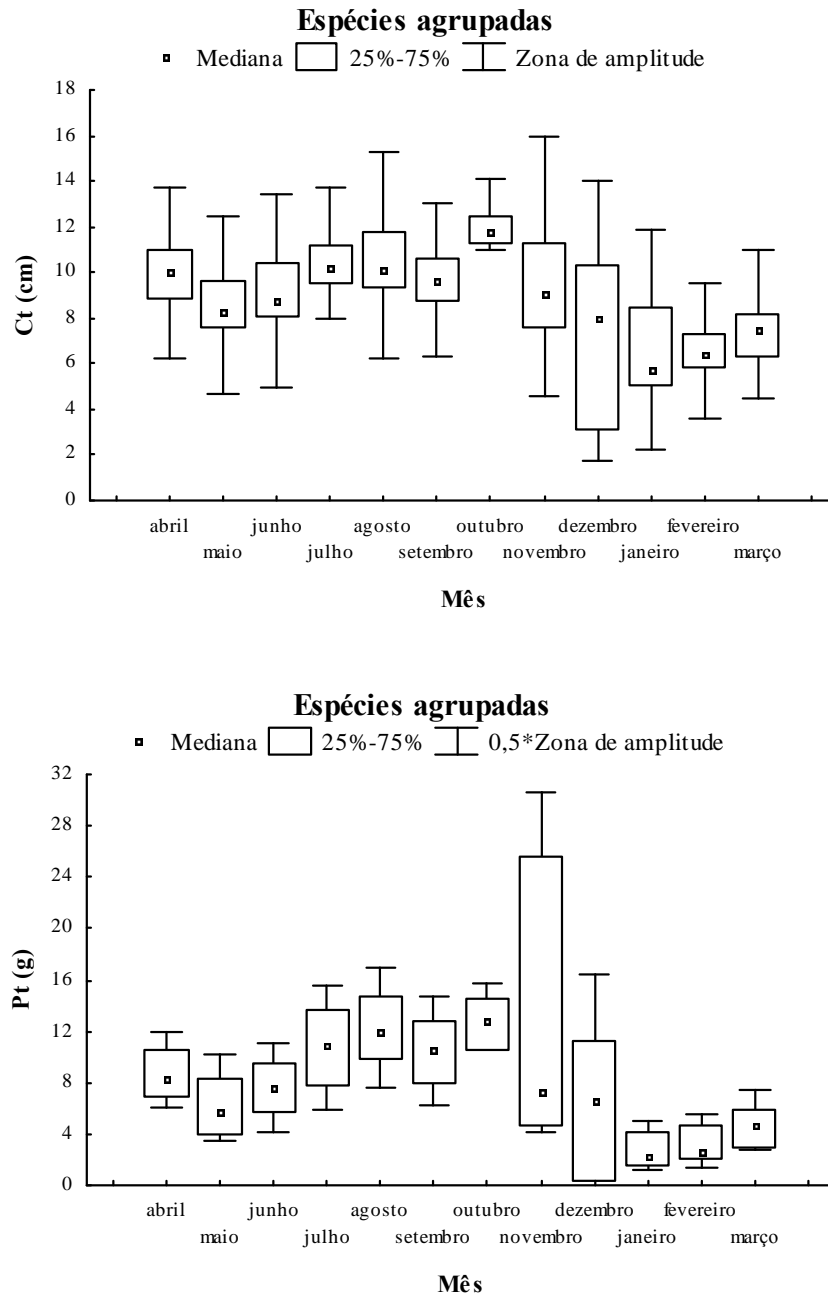 Espécies agrupadas
Mediana 25%-75% Zona de amplitude
18
16
14
12
10
8
6
4
2
0
Ct (cm)
abril junho agosto outubro dezembro fevereiro
maio julho setembro novembro janeiro março
Mês
Espécies agrupadas
Mediana 25%-75% 0,5*Zona de amplitude
32
28
24
20
16
12
8
4
0
Pt (g)
abril junho agosto outubro dezembro fevereiro
maio julho setembro novembro janeiro março
Mês